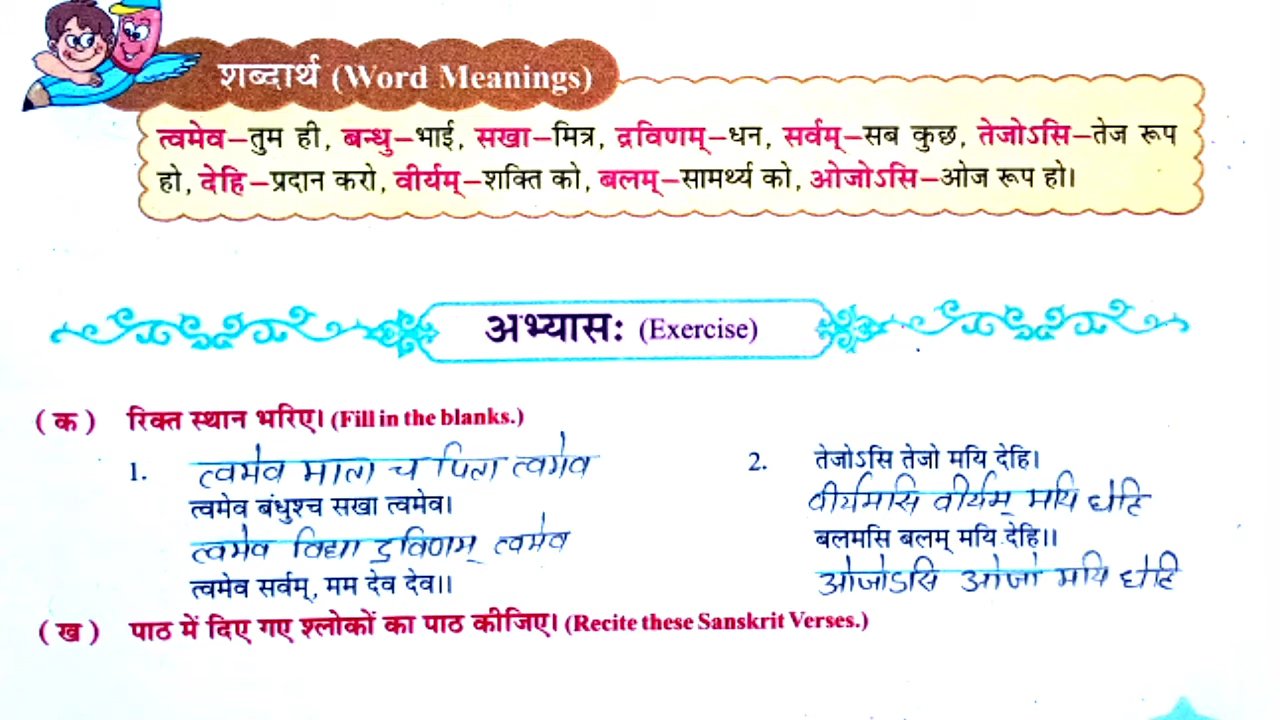 शब्दार्थ (Word Meanings)
त्वमेव–तुम ही, बन्धु–भाई, सखा–मित्र, द्रविणम्–धन, सर्वम्–सब कुछ, तेजोऽसि–तेज रूप
हो, देहि–प्रदान करो, वीर्यम्–शक्ति को, बलम्–सामर्थ्य को, ओजोऽसि–ओज रूप हो।
अभ्यासः (Exercise)
( क ) रिक्त स्थान भरिए। (Fill in the blanks.)
1. त्वमेव माता च पिता त्वमेव
त्वमेव बंधुश्च सखा त्वमेव।
त्वमेव विद्या द्रविणम् त्वमेव
त्वमेव सर्वम्, मम देव देव।।
2. तेजोऽसि तेजो मयि देहि।
वीर्यमासि वीर्यम् मयि धेहि
बलमसि बलम् मयि देहि।।
ओजोऽसि ओजो मयि धेहि
( ख ) पाठ में दिए गए श्लोकों का पाठ कीजिए। (Recite these Sanskrit Verses.)